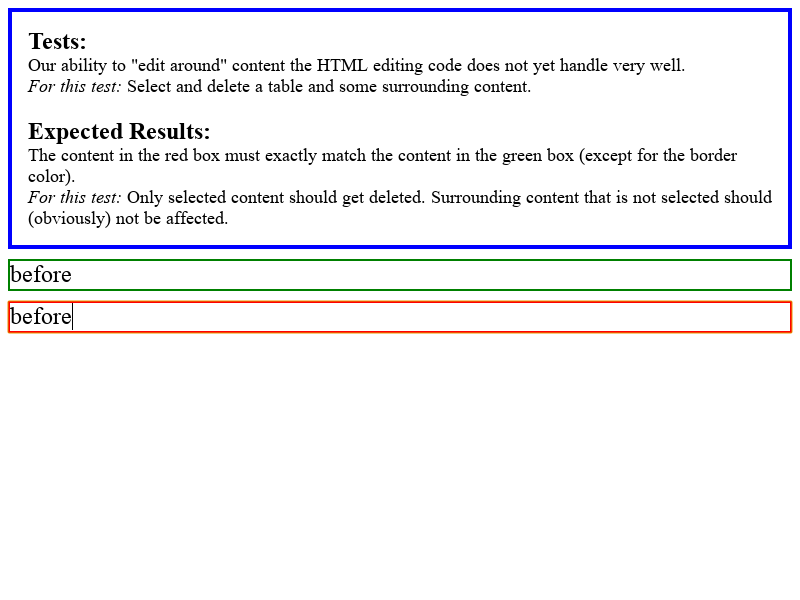 Tests:
Our ability to "edit around" content the HTML editing code does not yet handle very well.
For this test: Select and delete a table and some surrounding content.
Expected Results:
The content in the red box must exactly match the content in the green box (except for the border
color).
For this test: Only selected content should get deleted. Surrounding content that is not selected should
(obviously) not be affected.
before
before